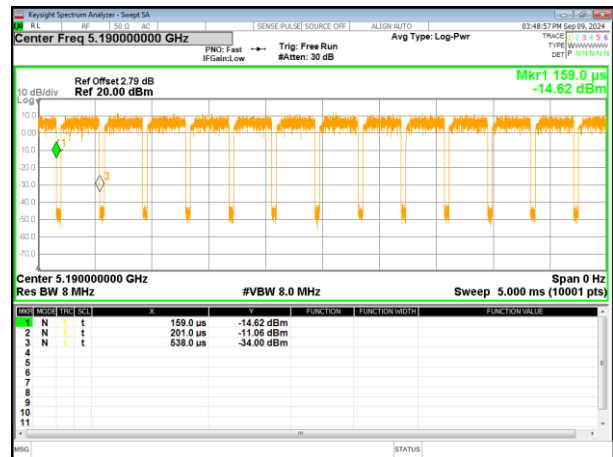 Keysight Spectrum Analyzer - Swept SA
RL RF 50 Ω AC SENSE:PULSE SOURCE OFF ALIGN AUTO 03:48:57 PM Sep 09, 2024
Center Freq 5.190000000 GHz
PNO: Fast
IFGain:Low
Trig: Free Run
#Atten: 30 dB
Avg Type: Log-Pwr
TRACE 1 2 3 4 5 6
TYPE WWWWWW
DET P NNNNN
Mkr1 159.0 µs
-14.62 dBm
Ref Offset 2.79 dB
10 dB/div Ref 20.00 dBm
Log
10.0
0.00
-10.0
-20.0
-30.0
-40.0
-50.0
-60.0
-70.0
1
3
Center 5.190000000 GHz Span 0 Hz
Res BW 8 MHz #VBW 8.0 MHz Sweep 5.000 ms (10001 pts)
MKR MODE TRC SCL X Y FUNCTION FUNCTION WIDTH FUNCTION VALUE
1 N 1 t 159.0 µs -14.62 dBm
2 N 1 t 201.0 µs -11.06 dBm
3 N 1 t 538.0 µs -34.00 dBm
4
5
6
7
8
9
10
11
MSG STATUS